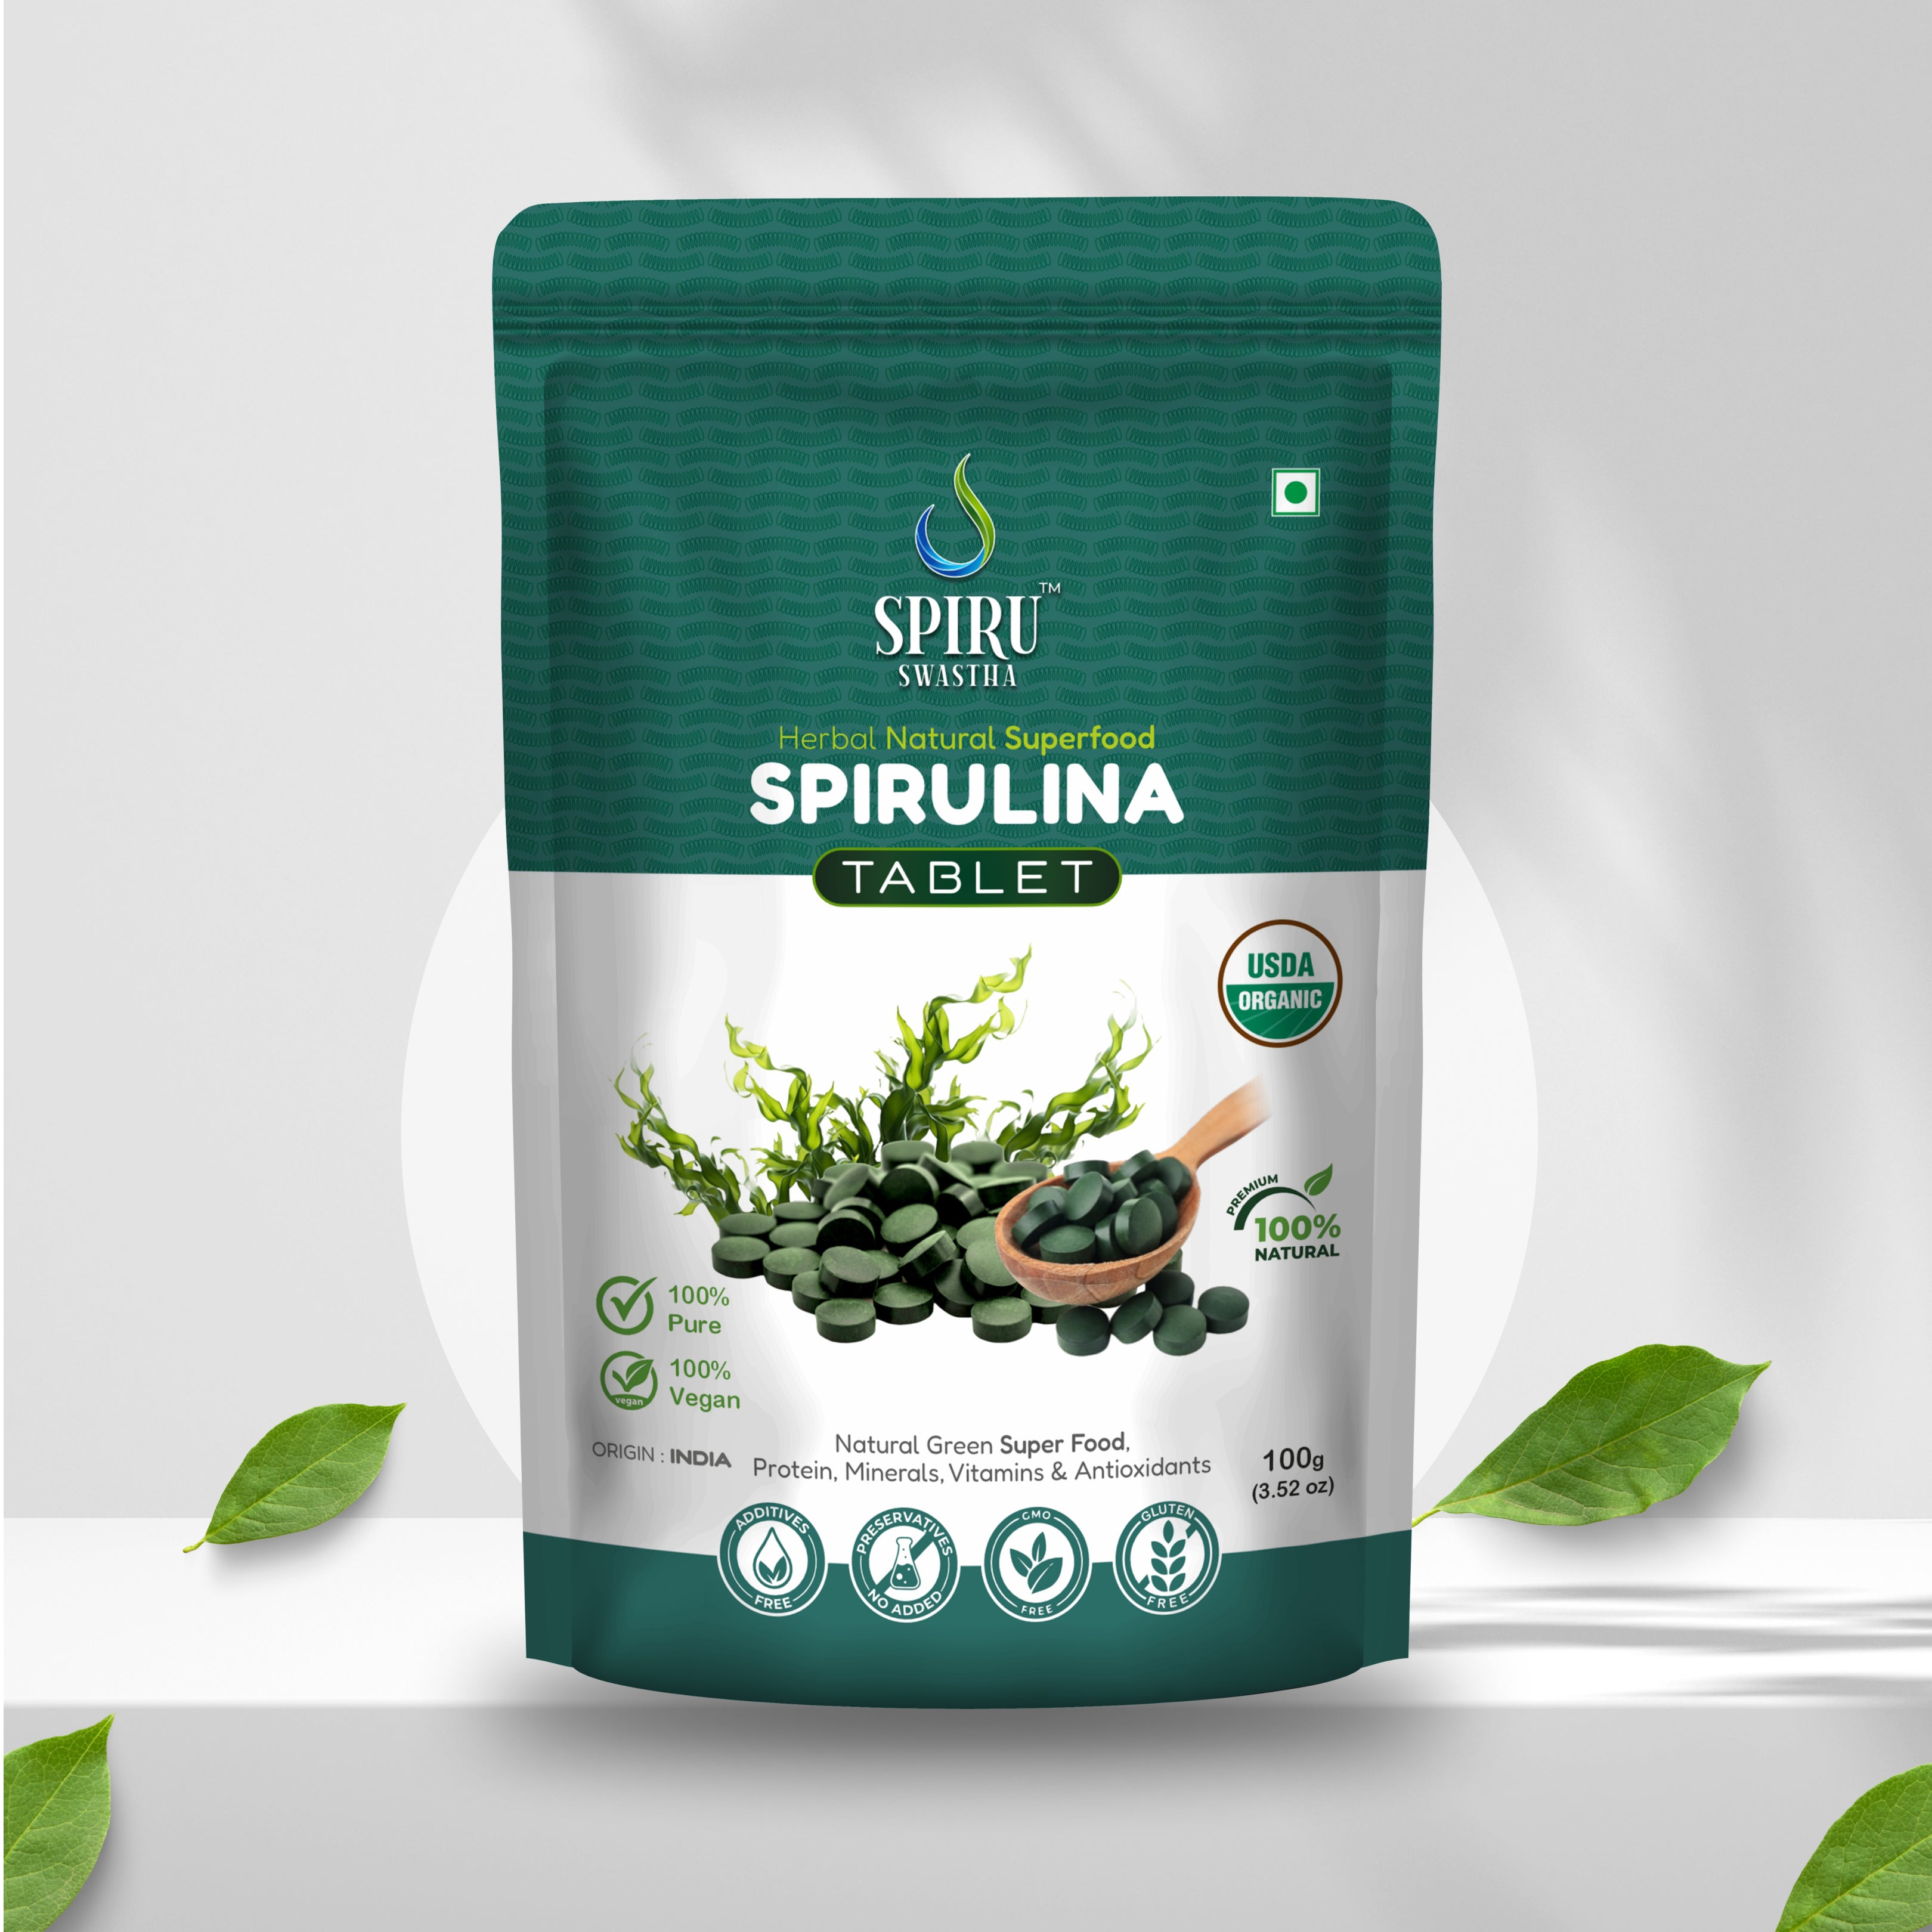 SPIRU™
SWASTHA
Herbal Natural Superfood
SPIRULINA
TABLET
USDA
ORGANIC
PREMIUM
100%
NATURAL
100%
Pure
vegan
100%
Vegan
ORIGIN : INDIA
Natural Green Super Food,
Protein, Minerals, Vitamins & Antioxidants
100g
(3.52 oz)
ADDITIVES
FREE
PRESERVATIVES
NO ADDED
GMO
FREE
GLUTEN
FREE